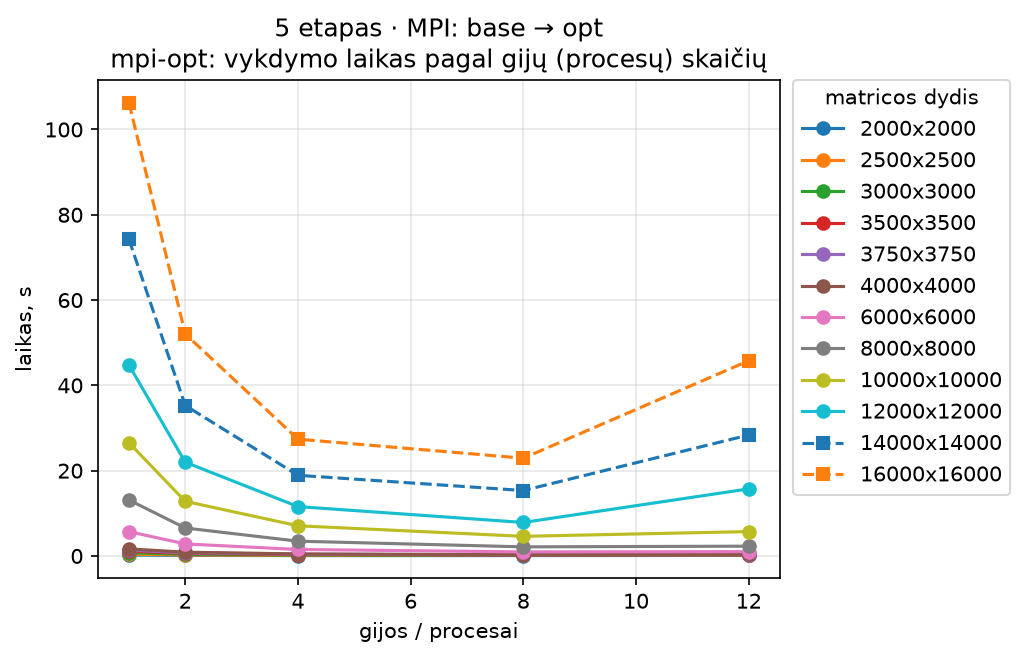 5 etapas · MPI: base → opt
mpi-opt: vykdymo laikas pagal gijų (procesų) skaičių
laikas, s
100
80
60
40
20
0
2
4
6
8
10
12
gijos / procesai
matricos dydis
2000x2000
2500x2500
3000x3000
3500x3500
3750x3750
4000x4000
6000x6000
8000x8000
10000x10000
12000x12000
14000x14000
16000x16000